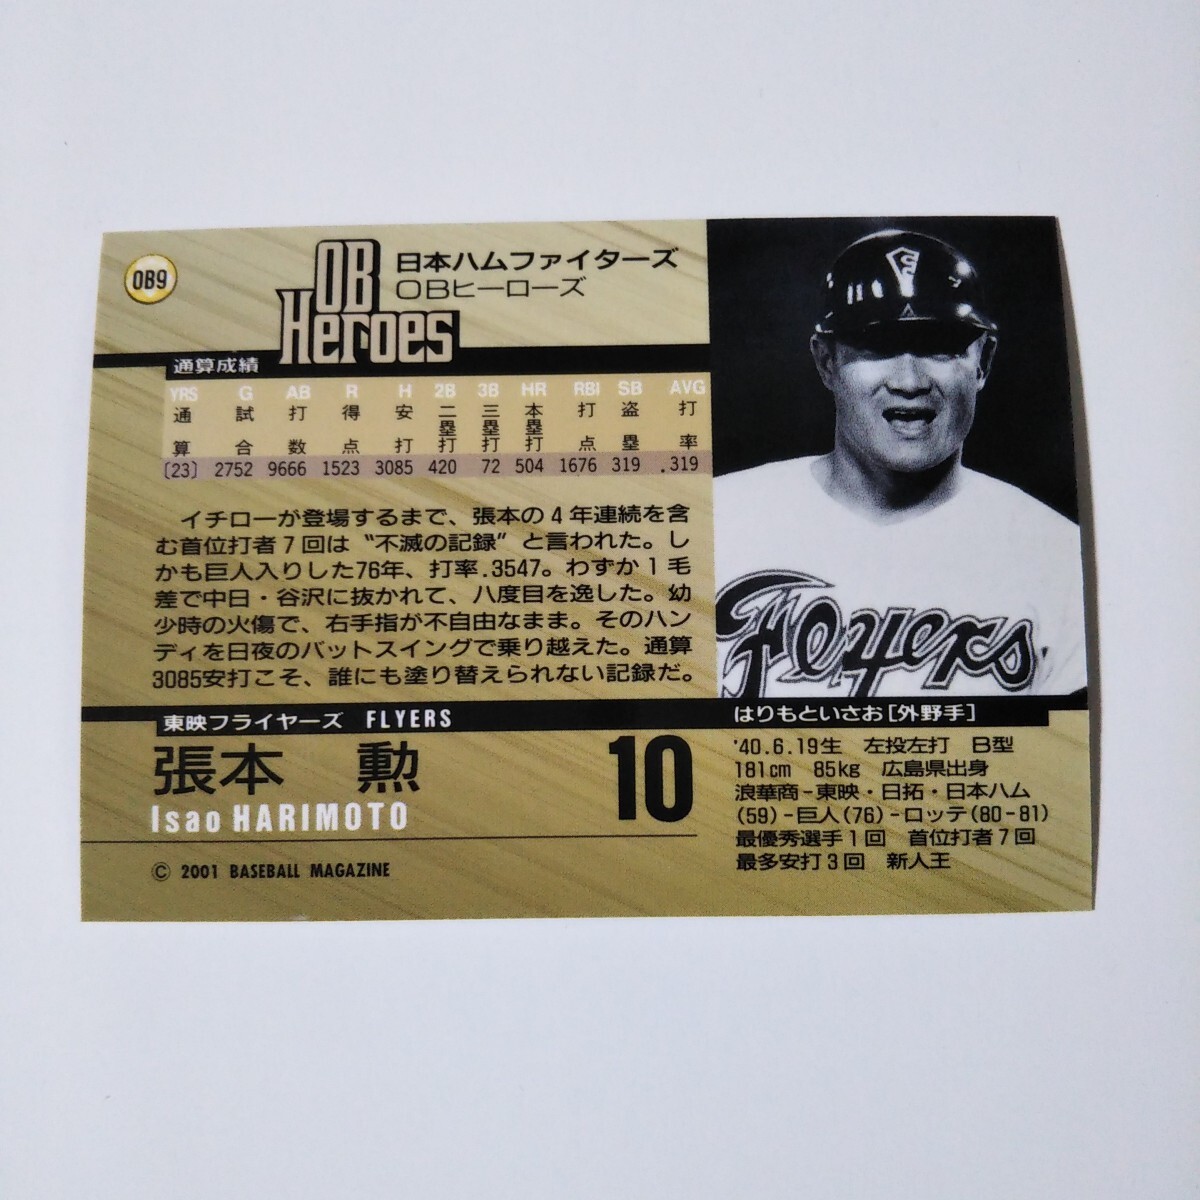 OB9
OB
Heroes
日本ハムファイターズ
OBヒーローズ
通算成績
YRS G AB R H 2B 3B HR RBI SB AVG
通算 試合 打数 得点 安打 二塁打 三塁打 本塁打 打点 盗塁 打率
[23] 2752 9666 1523 3085 420 72 504 1676 319 .319
イチローが登場するまで、張本の4年連続を含
む首位打者7回は“不滅の記録”と言われた。し
かも巨人入りした76年、打率.3547。わずか1毛
差で中日・谷沢に抜かれて、八度目を逸した。幼
少時の火傷で、右手指が不自由なまま。そのハン
ディを日夜のバットスイングで乗り越えた。通算
3085安打こそ、誰にも塗り替えられない記録だ。
Flyers
東映フライヤーズ FLYERS
張本 勲
Isao HARIMOTO
10
© 2001 BASEBALL MAGAZINE
はりもといさお[外野手]
'40.6.19生 左投左打 B型
181cm 85kg 広島県出身
浪華商-東映・日拓・日本ハム
(59)-巨人(76)-ロッテ(80-81)
最優秀選手1回 首位打者7回
最多安打3回 新人王